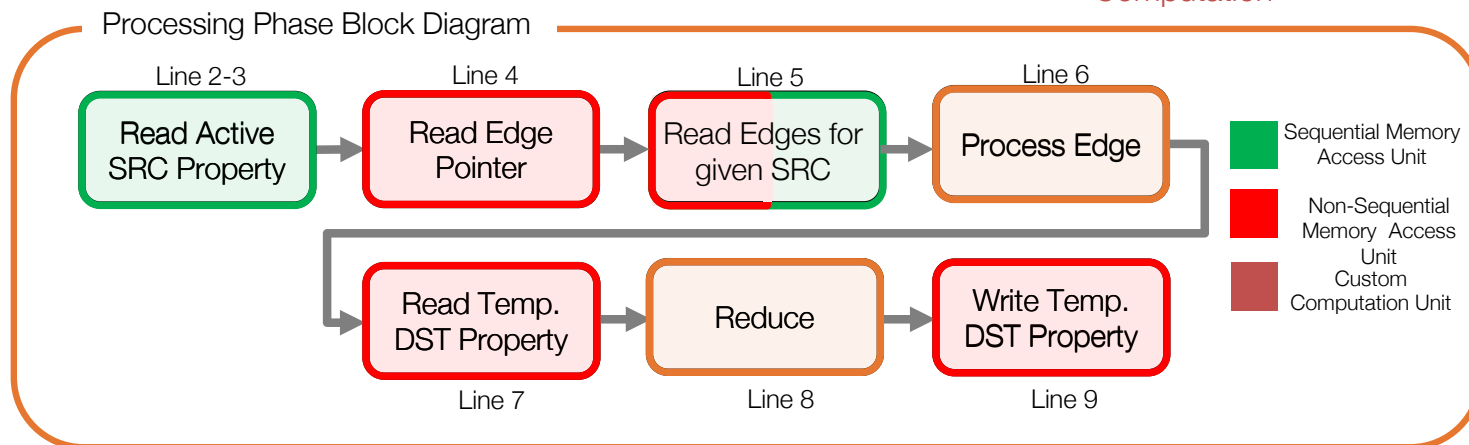 Processing Phase Block Diagram
Line 2-3
Line 4
Line 5
Line 6
Read Active
SRC Property
Read Edge
Pointer
Read Edges for
given SRC
Process Edge
Read Temp.
DST Property
Reduce
Write Temp.
DST Property
Line 7
Line 8
Line 9
Sequential Memory
Access Unit
Non-Sequential
Memory Access
Unit
Custom
Computation Unit